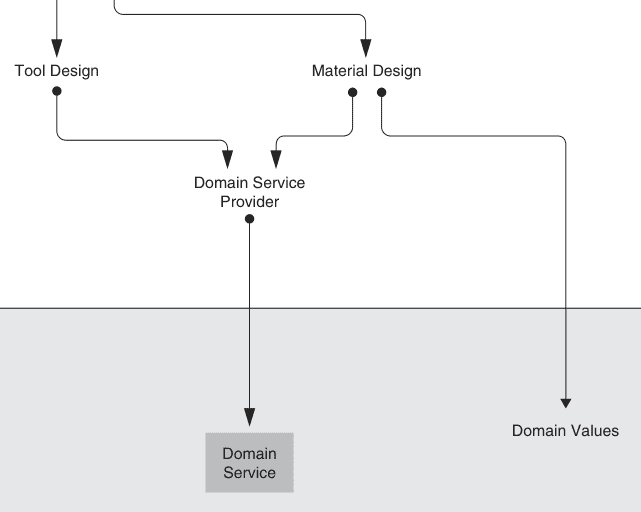 Tool Design
Material Design
Domain Service
Provider
Domain Values
Domain
Service